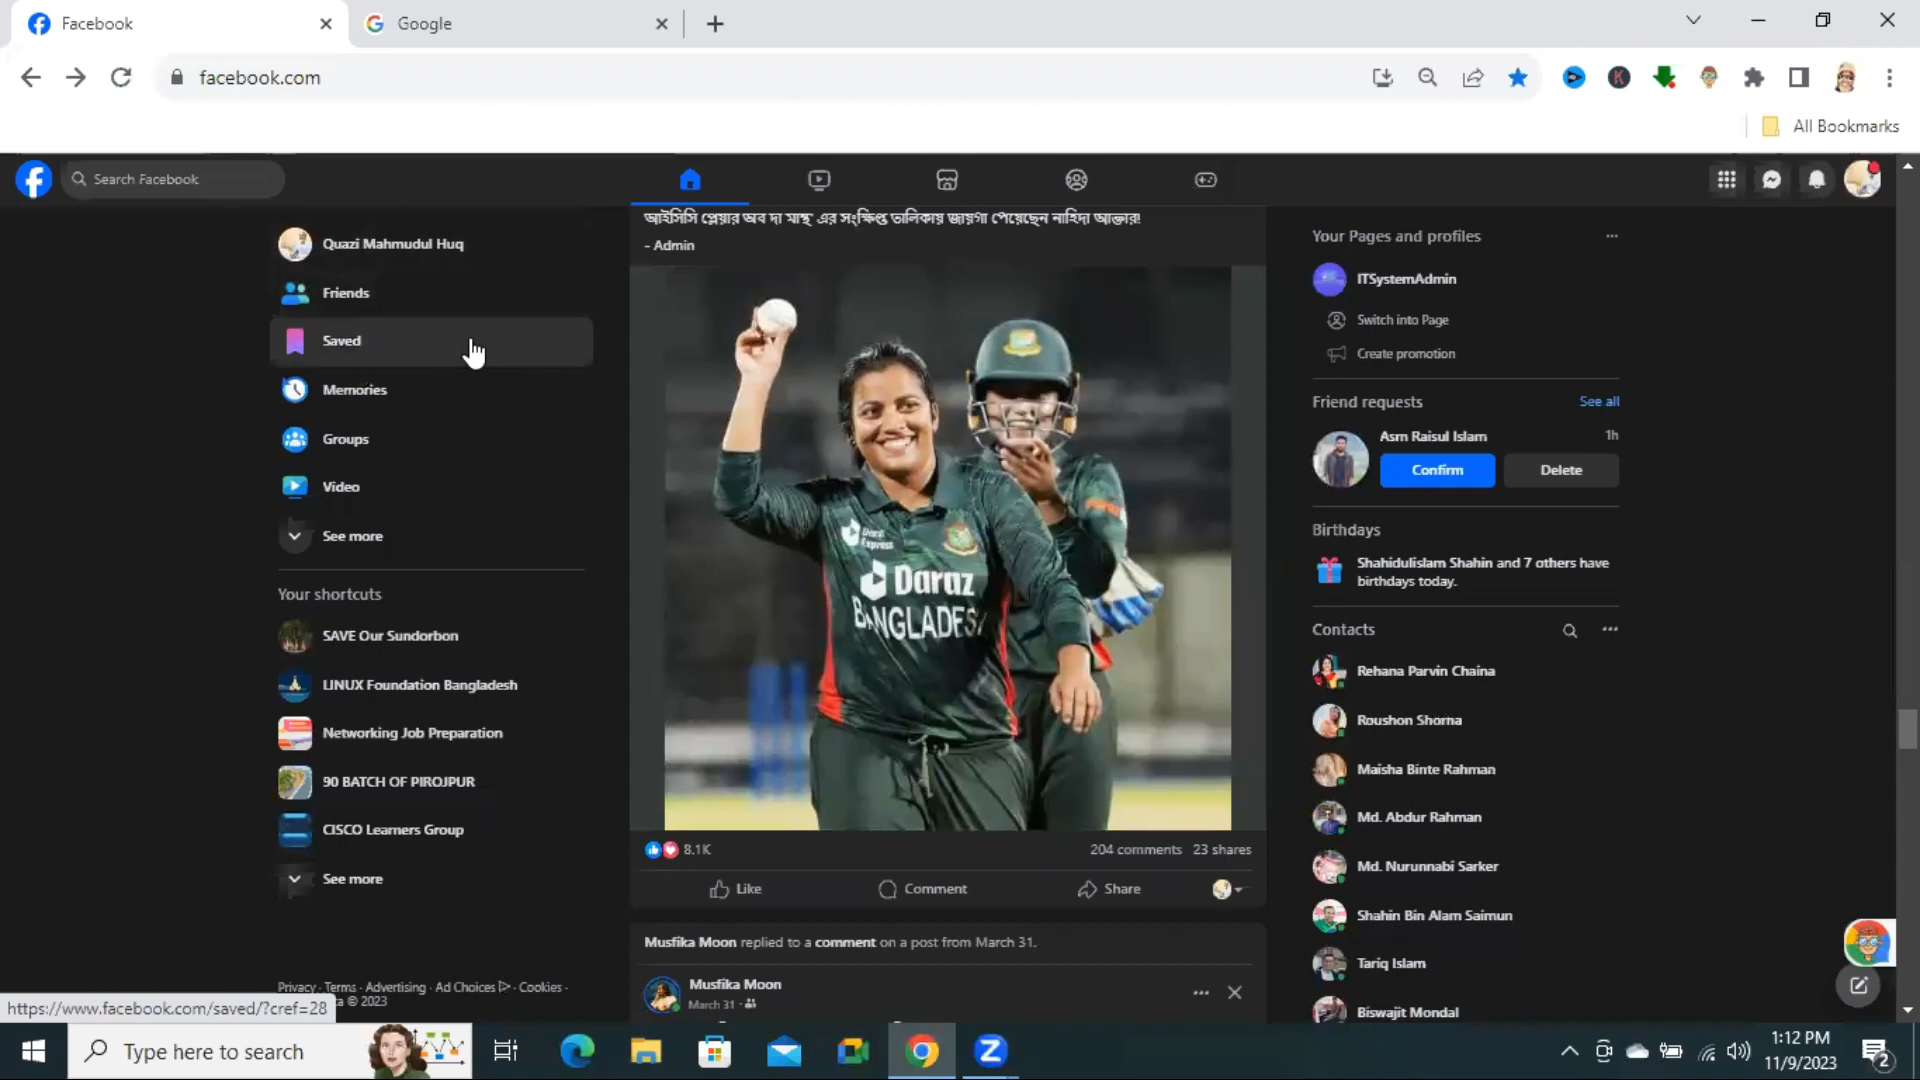 Facebook
Google
facebook.com
All Bookmarks
Search Facebook
Quazi Mahmudul Huq
Friends
Saved
Memories
Groups
Video
See more
Your shortcuts
SAVE Our Sundorbon
LINUX Foundation Bangladesh
Networking Job Preparation
90 BATCH OF PIROJPUR
CISCO Learners Group
See more
Privacy · Terms · Advertising · Ad Choices · Cookies ·
© 2023
https://www.facebook.com/saved/?cref=28
আইসিসি প্লেয়ার অব দা মান্থ এর সংক্ষিপ্ত তালিকায় জায়গা পেয়েছেন নাহিদা আক্তার!
- Admin
Daraz
Express
Daraz
BANGLADESH
8.1K
204 comments 23 shares
Like
Comment
Share
Musfika Moon replied to a comment on a post from March 31.
Musfika Moon
March 31 ·
Your Pages and profiles
ITSystemAdmin
Switch into Page
Create promotion
Friend requests
See all
Asm Raisul Islam
1h
Confirm
Delete
Birthdays
Shahidulislam Shahin and 7 others have
birthdays today.
Contacts
Rehana Parvin Chaina
Roushon Shorna
Maisha Binte Rahman
Md. Abdur Rahman
Md. Nurunnabi Sarker
Shahin Bin Alam Saimun
Tariq Islam
Biswajit Mondal
Type here to search
1:12 PM
11/9/2023
2